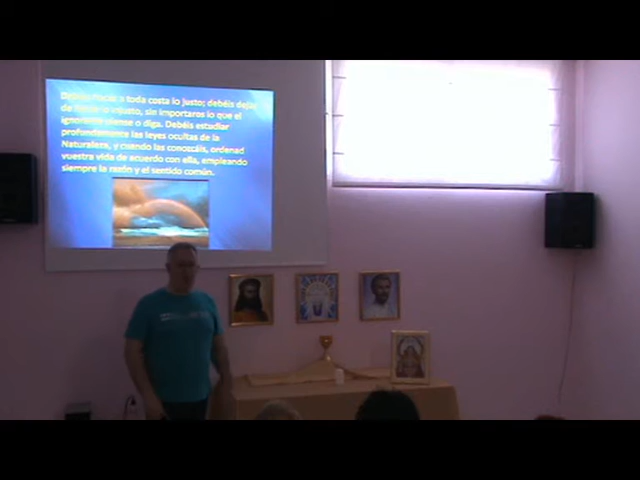 Debéis hacer a toda costa lo justo; debéis dejar
de hacer lo injusto, sin importaros lo que el
ignorante piense o diga. Debéis estudiar
profundamente las leyes ocultas de la
Naturaleza, y cuando las conozcáis, ordenad
vuestra vida de acuerdo con ella, empleando
siempre la razón y el sentido común.